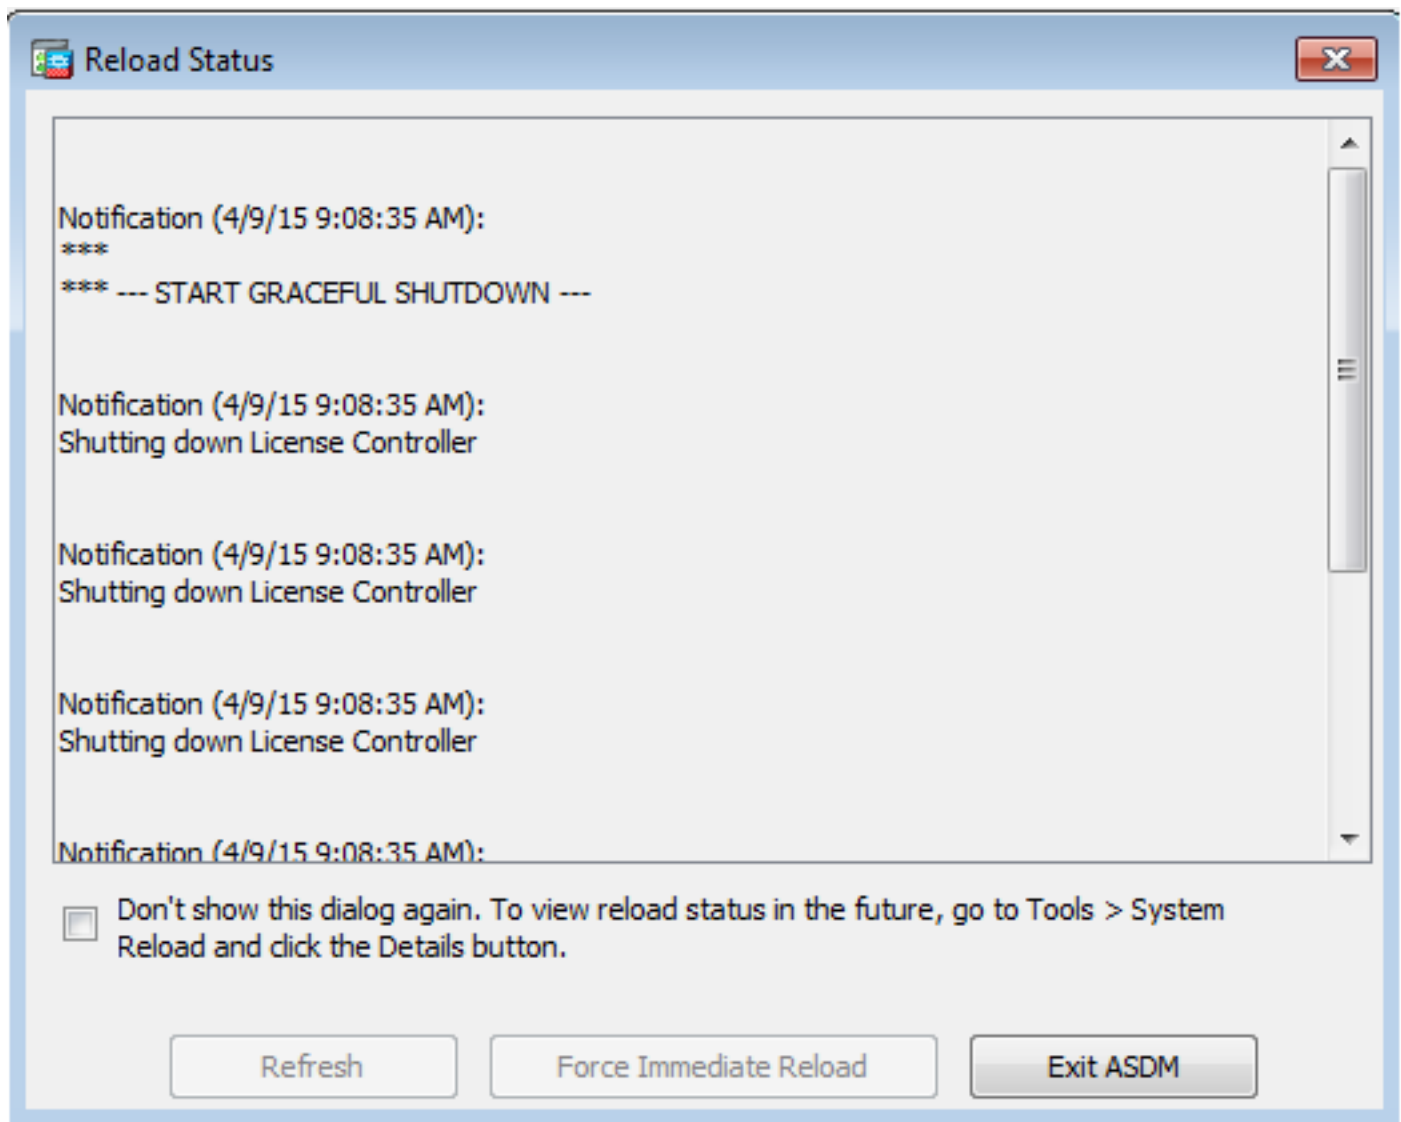 Reload Status
Notification (4/9/15 9:08:35 AM):
***
*** --- START GRACEFUL SHUTDOWN ---
Notification (4/9/15 9:08:35 AM):
Shutting down License Controller
Notification (4/9/15 9:08:35 AM):
Shutting down License Controller
Notification (4/9/15 9:08:35 AM):
Shutting down License Controller
Notification (4/9/15 9:08:35 AM):
Don't show this dialog again. To view reload status in the future, go to Tools > System
Reload and click the Details button.
Refresh
Force Immediate Reload
Exit ASDM